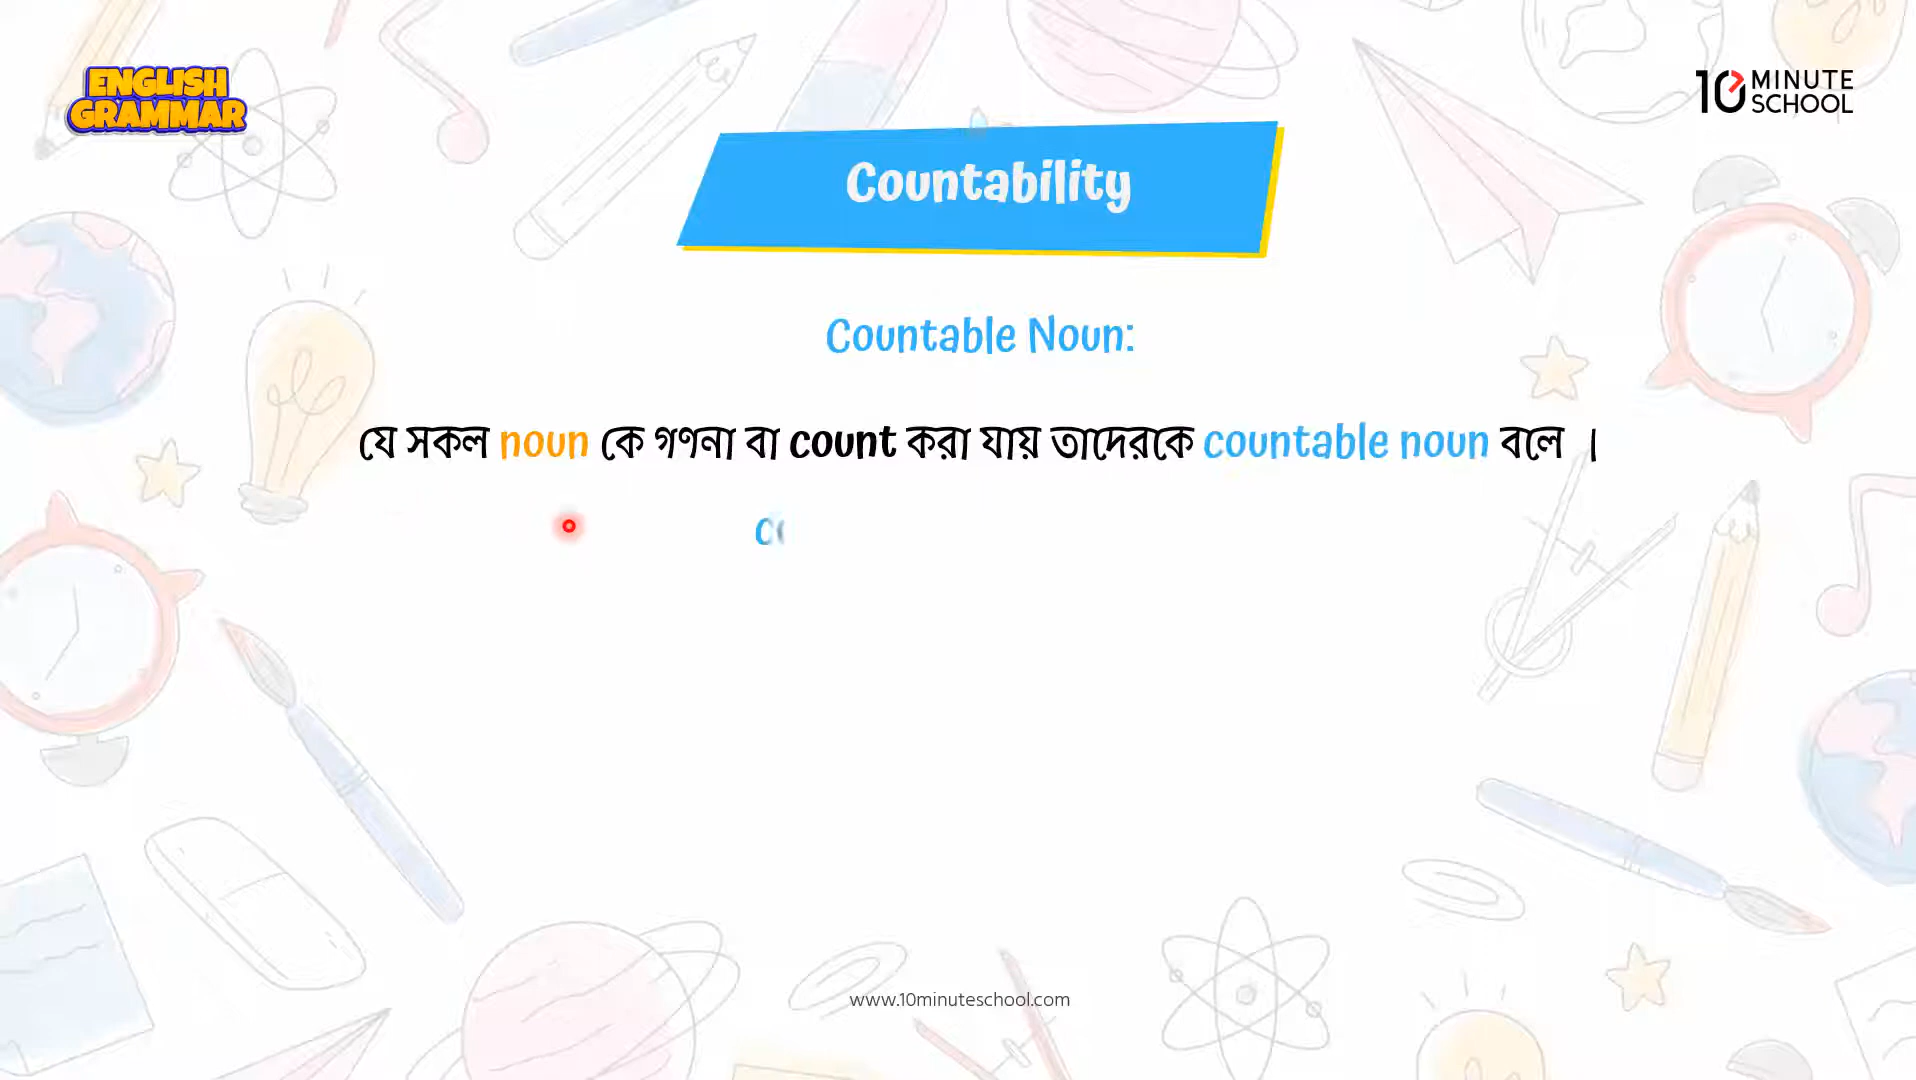 ENGLISH
GRAMMAR
10 MINUTE
SCHOOL
Countability
Countable Noun:
যে সকল noun কে গণনা বা count করা যায় তাদেরকে countable noun বলে ।
www.10minuteschool.com